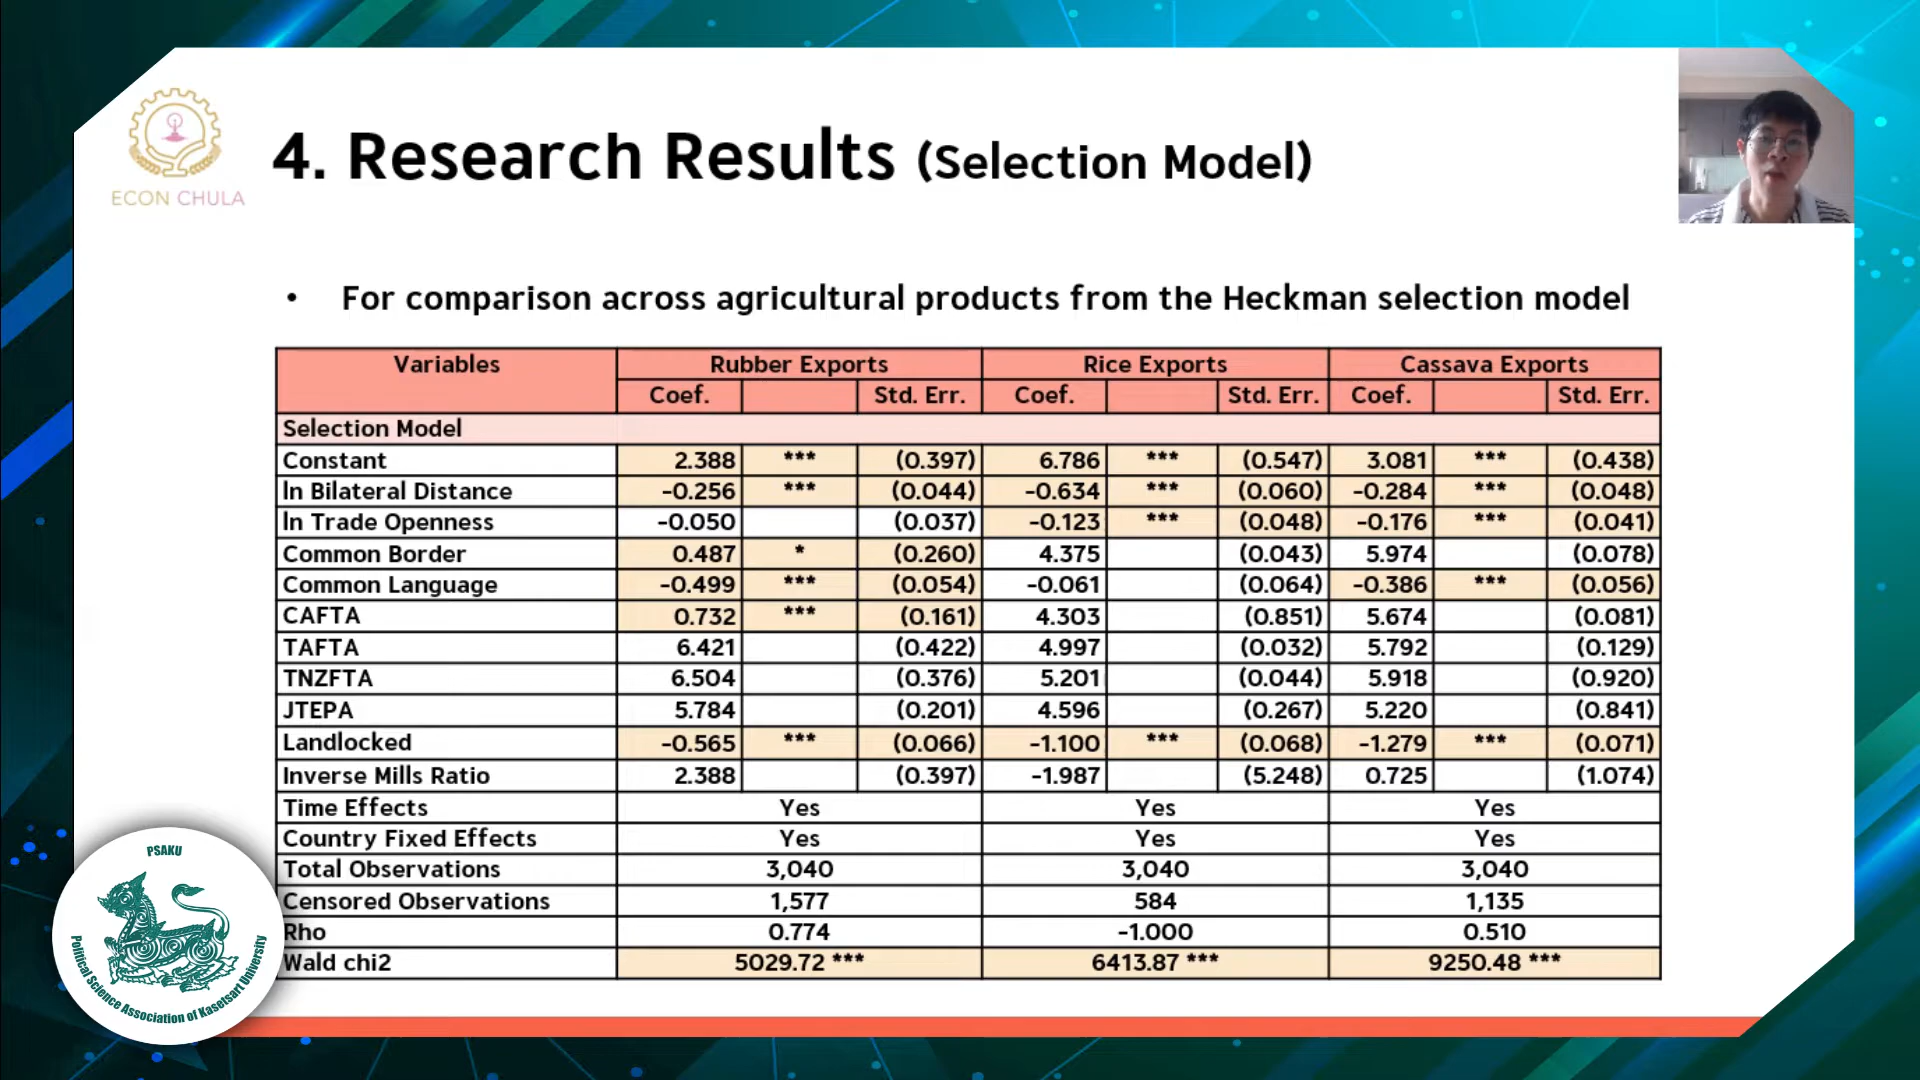 ECON CHULA
4. Research Results (Selection Model)
• For comparison across agricultural products from the Heckman selection model
Variables Rubber Exports Rice Exports Cassava Exports
Coef. Std. Err. Coef. Std. Err. Coef. Std. Err.
Selection Model
Constant 2.388 *** (0.397) 6.786 *** (0.547) 3.081 *** (0.438)
ln Bilateral Distance -0.256 *** (0.044) -0.634 *** (0.060) -0.284 *** (0.048)
ln Trade Openness -0.050 (0.037) -0.123 *** (0.048) -0.176 *** (0.041)
Common Border 0.487 * (0.260) 4.375 (0.043) 5.974 (0.078)
Common Language -0.499 *** (0.054) -0.061 (0.064) -0.386 *** (0.056)
CAFTA 0.732 *** (0.161) 4.303 (0.851) 5.674 (0.081)
TAFTA 6.421 (0.422) 4.997 (0.032) 5.792 (0.129)
TNZFTA 6.504 (0.376) 5.201 (0.044) 5.918 (0.920)
JTEPA 5.784 (0.201) 4.596 (0.267) 5.220 (0.841)
Landlocked -0.565 *** (0.066) -1.100 *** (0.068) -1.279 *** (0.071)
Inverse Mills Ratio 2.388 (0.397) -1.987 (5.248) 0.725 (1.074)
Time Effects Yes Yes Yes
Country Fixed Effects Yes Yes Yes
Total Observations 3,040 3,040 3,040
Censored Observations 1,577 584 1,135
Rho 0.774 -1.000 0.510
Wald chi2 5029.72 *** 6413.87 *** 9250.48 ***
PSAKU
Political Science Association of Kasetsart University